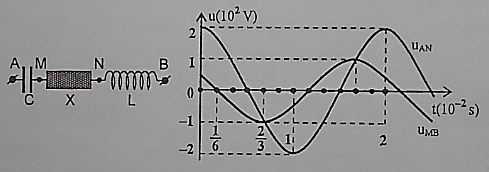 A M N B
C X L
u(10² V)
2
1
0
-1
-2
1/6
2/3
1
2
u_AN
t(10⁻² s)
u_MB